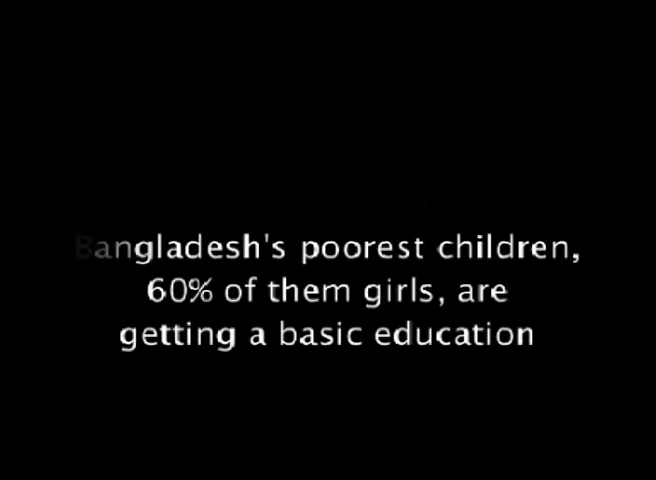 Bangladesh's poorest children,
60% of them girls, are
getting a basic education